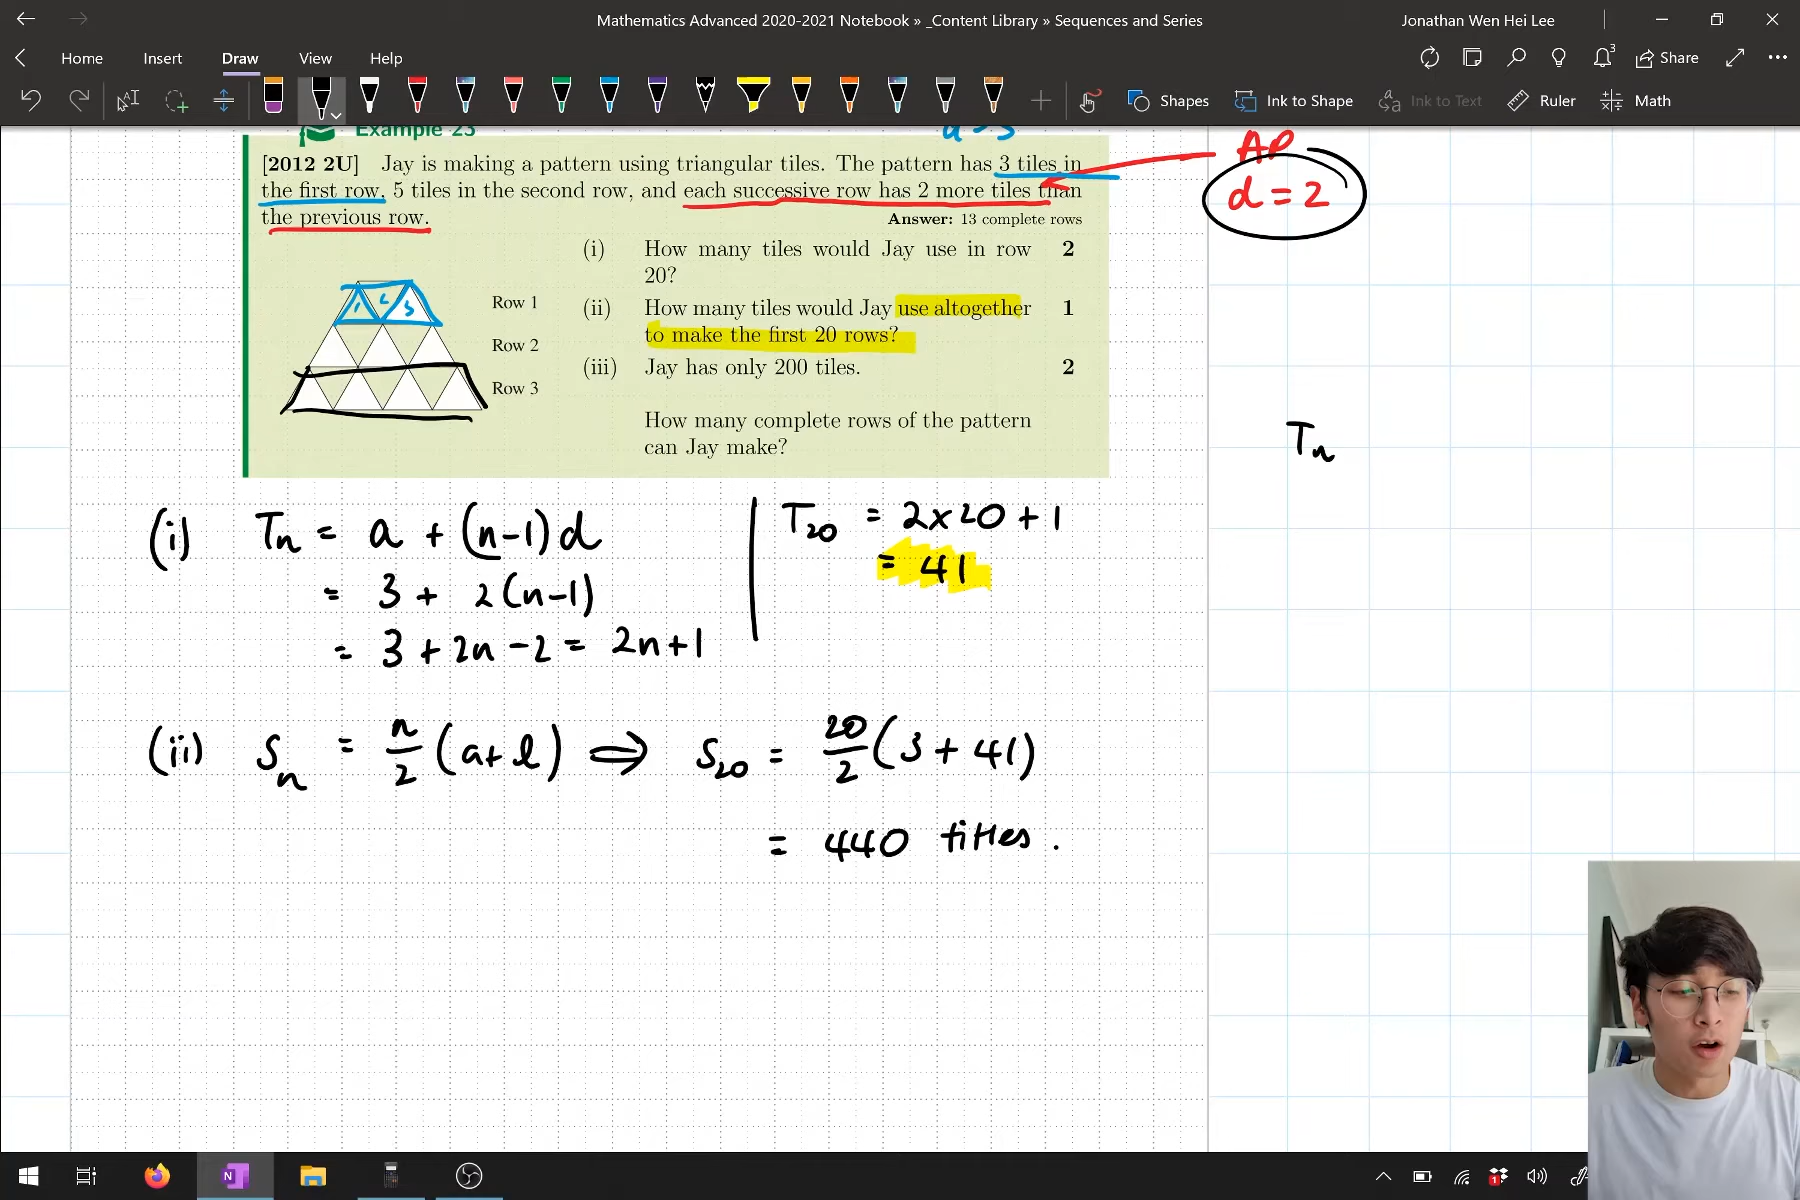 Mathematics Advanced 2020-2021 Notebook » _Content Library » Sequences and Series
Jonathan Wen Hei Lee
Home Insert Draw View Help
3
Share
Shapes
Ink to Shape
Ink to Text
Ruler
Math
Example 23
[2012 2U] Jay is making a pattern using triangular tiles. The pattern has 3 tiles in
the first row, 5 tiles in the second row, and each successive row has 2 more tiles than
the previous row.
Answer: 13 complete rows
AP
d = 2
(i) How many tiles would Jay use in row 2
20?
(ii) How many tiles would Jay use altogether 1
to make the first 20 rows?
(iii) Jay has only 200 tiles. 2
How many complete rows of the pattern
can Jay make?
1 2 3
Row 1
Row 2
Row 3
Tn
(i) Tn = a + (n-1)d
= 3 + 2(n-1)
= 3 + 2n - 2 = 2n+1
T20 = 2x20 + 1
= 41
(ii) Sn = n/2 (a+l) ⟺ S20 = 20/2 (3 + 41)
= 440 titles.
N
1